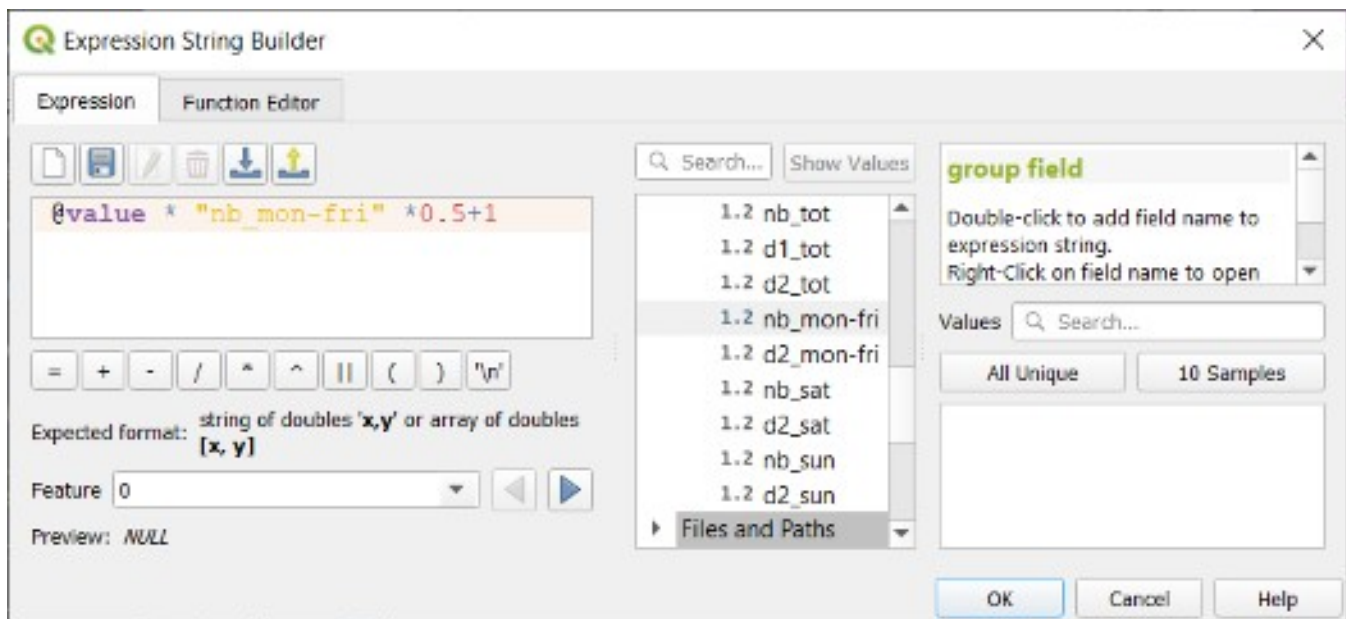 Expression String Builder
Expression
Function Editor
@value * "nb_mon-fri" *0.5+1
= + - / * ^ || ( ) '\n'
Expected format: string of doubles 'x,y' or array of doubles
[x, y]
Feature 0
Preview: NULL
Search...
Show Values
1.2 nb_tot
1.2 d1_tot
1.2 d2_tot
1.2 nb_mon-fri
1.2 d2_mon-fri
1.2 nb_sat
1.2 d2_sat
1.2 nb_sun
1.2 d2_sun
Files and Paths
group field
Double-click to add field name to
expression string.
Right-Click on field name to open
Values Search...
All Unique
10 Samples
OK
Cancel
Help